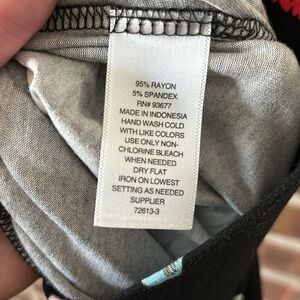 95% RAYON
5% SPANDEX
RN# 93677
MADE IN INDONESIA
HAND WASH COLD
WITH LIKE COLORS
USE ONLY NON-
CHLORINE BLEACH
WHEN NEEDED
DRY FLAT
IRON ON LOWEST
SETTING AS NEEDED
SUPPLIER
72613-3